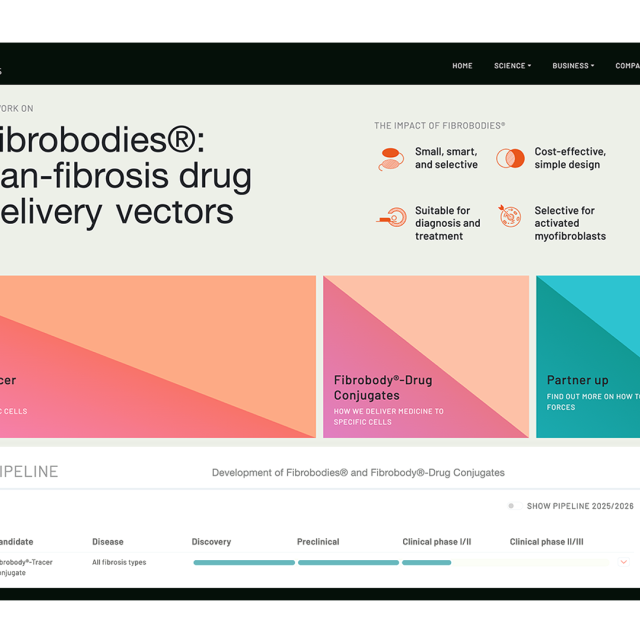 S
HOME SCIENCE BUSINESS COMPA
ORK ON
ibrobodies®:
an-fibrosis drug
elivery vectors
THE IMPACT OF FIBROBODIES®
Small, smart,
and selective
Cost-effective,
simple design
Suitable for
diagnosis and
treatment
Selective for
activated
myofibroblasts
cer
C CELLS
Fibrobody®-Drug
Conjugates
HOW WE DELIVER MEDICINE TO
SPECIFIC CELLS
Partner up
FIND OUT MORE ON HOW T
FORCES
IPELINE
Development of Fibrobodies® and Fibrobody®-Drug Conjugates
SHOW PIPELINE 2025/2026
andidate Disease Discovery Preclinical Clinical phase I/II Clinical phase II/III
brobody®-Tracer All fibrosis types
onjugate